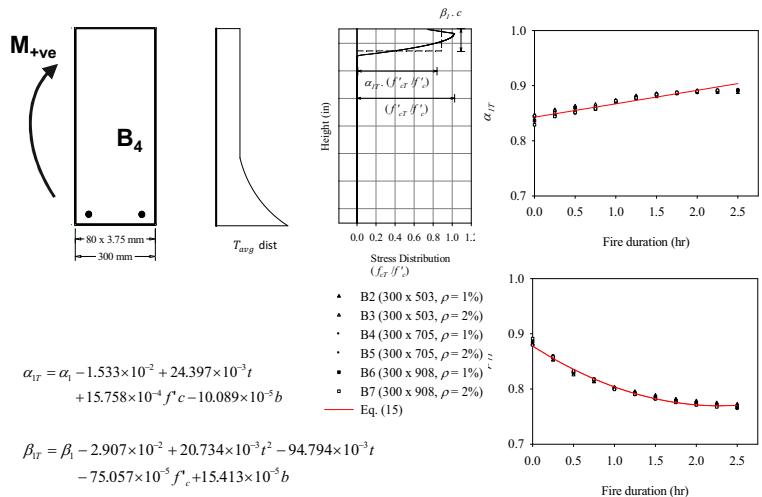 M+ve
B4
80 x 3.75 mm
300 mm
Tavg dist
Height (in)
β1 . c
α1T . (f'cT /f'c)
(f'cT /f'c)
0.0 0.2 0.4 0.6 0.8 1.0 1.2
Stress Distribution
(fcT /f'c)
α1T
1.0
0.9
0.8
0.7
0.0 0.5 1.0 1.5 2.0 2.5
Fire duration (hr)
B2 (300 x 503, ρ = 1%)
B3 (300 x 503, ρ = 2%)
B4 (300 x 705, ρ = 1%)
B5 (300 x 705, ρ = 2%)
B6 (300 x 908, ρ = 1%)
B7 (300 x 908, ρ = 2%)
Eq. (15)
1.0
0.9
0.8
0.7
0.0 0.5 1.0 1.5 2.0 2.5
Fire duration (hr)
α1T = α1 − 1.533×10⁻² + 24.397×10⁻³ t
+15.758×10⁻⁴ f'c − 10.089×10⁻⁵ b
β1T = β1 − 2.907×10⁻² + 20.734×10⁻³ t² − 94.794×10⁻³ t
− 75.057×10⁻⁵ f'c + 15.413×10⁻⁵ b